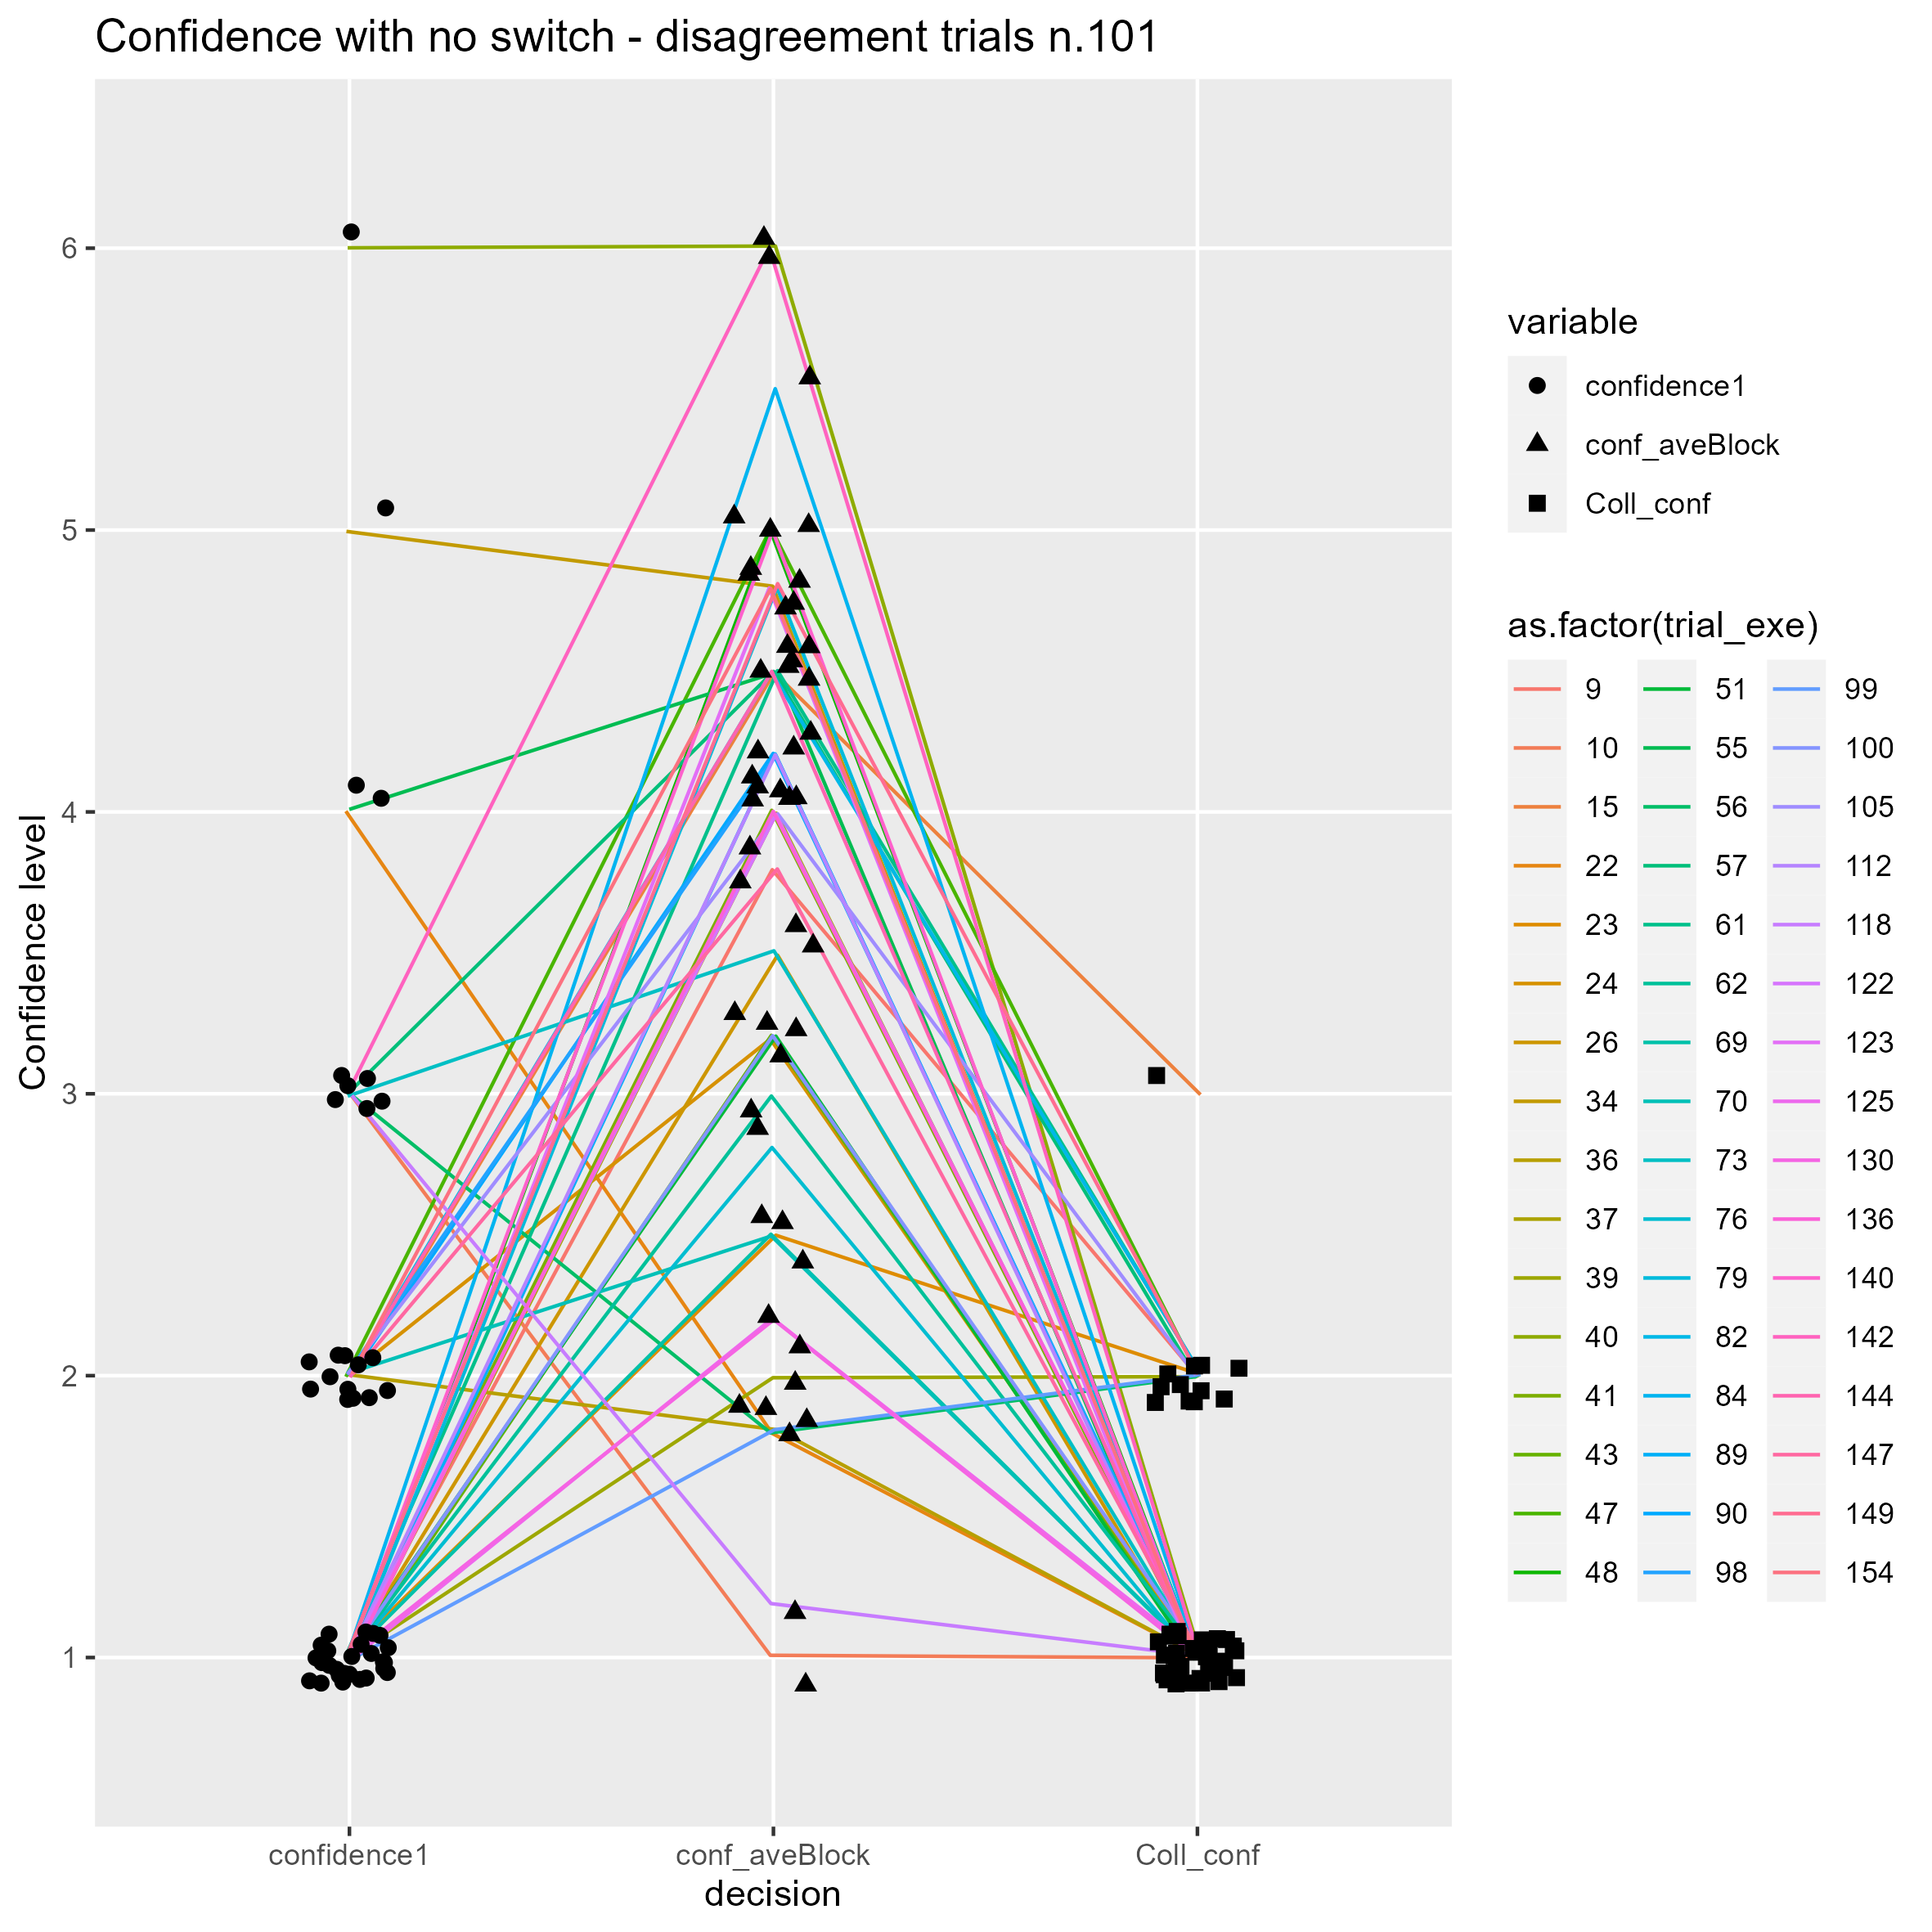 Confidence with no switch - disagreement trials n.101
Confidence level
6
5
4
3
2
1
confidence1 conf_aveBlock Coll_conf
decision
variable
confidence1
conf_aveBlock
Coll_conf
as.factor(trial_exe)
9 51 99
10 55 100
15 56 105
22 57 112
23 61 118
24 62 122
26 69 123
34 70 125
36 73 130
37 76 136
39 79 140
40 82 142
41 84 144
43 89 147
47 90 149
48 98 154